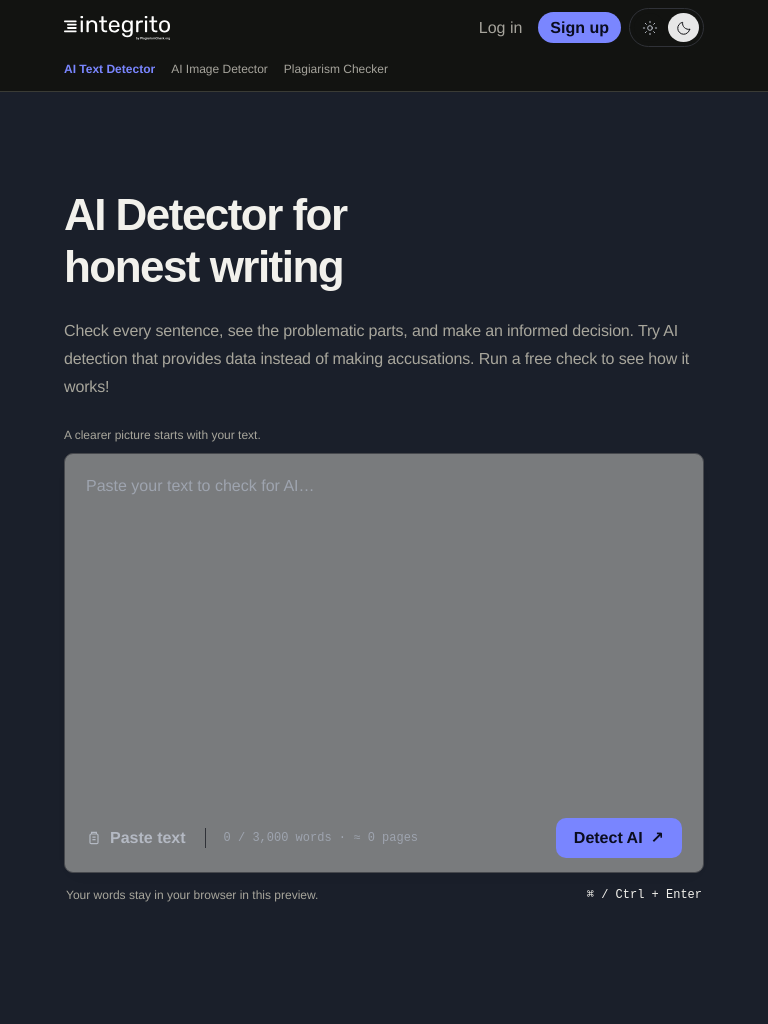 integrito
by PlagiarismCheck.org
Log in
Sign up
AI Text Detector
AI Image Detector
Plagiarism Checker
AI Detector for
honest writing
Check every sentence, see the problematic parts, and make an informed decision. Try AI
detection that provides data instead of making accusations. Run a free check to see how it
works!
A clearer picture starts with your text.
Paste your text to check for AI…
Paste text
0 / 3,000 words · ≈ 0 pages
Detect AI ↗
Your words stay in your browser in this preview.
⌘ / Ctrl + Enter